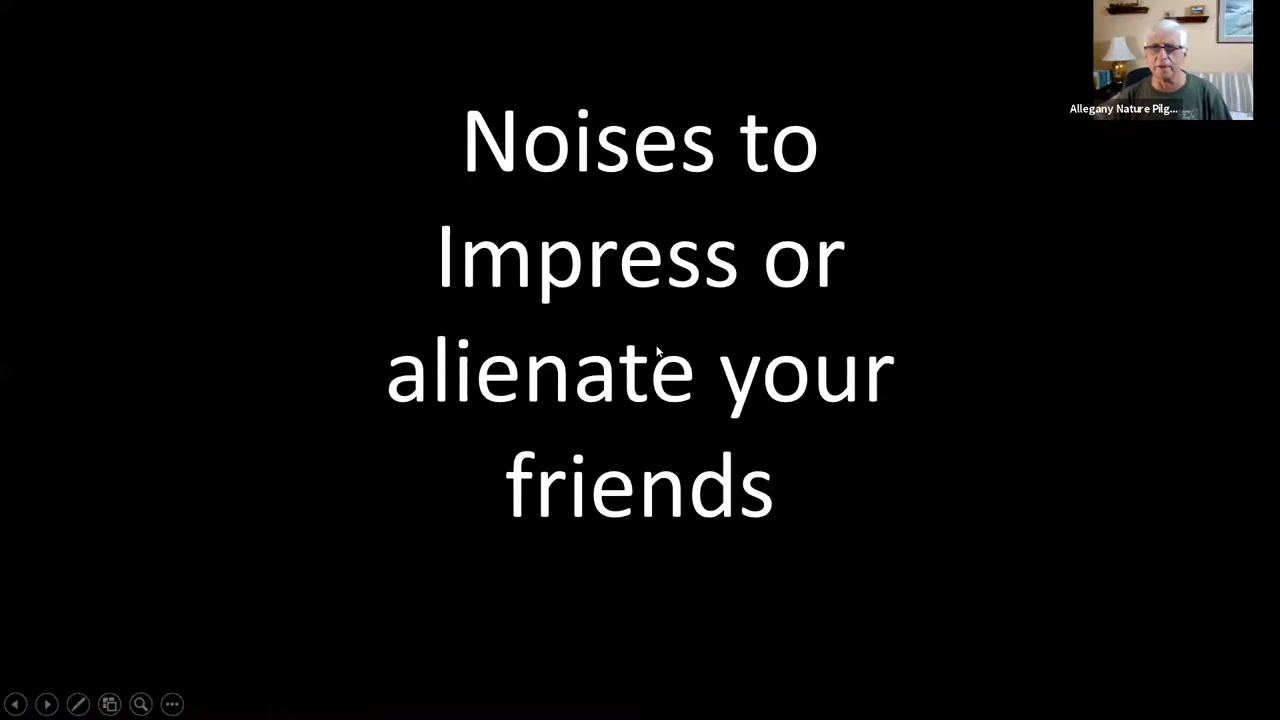 Noises to
Impress or
alienate your
friends
Allegany Nature Pilg...